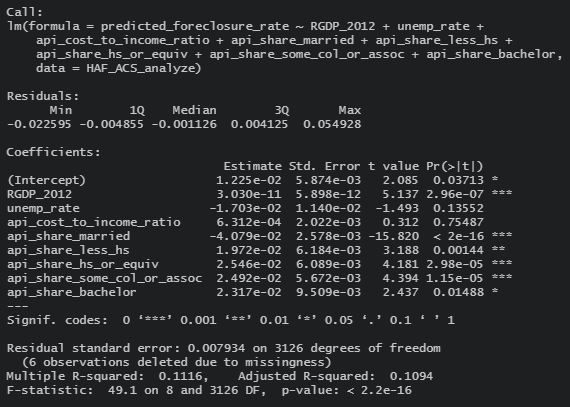 Call:
lm(formula = predicted_foreclosure_rate ~ RGDP_2012 + unemp_rate +
    api_cost_to_income_ratio + api_share_married + api_share_less_hs +
    api_share_hs_or_equiv + api_share_some_col_or_assoc + api_share_bachelor,
    data = HAF_ACS_analyze)

Residuals:
      Min        1Q    Median        3Q       Max
-0.022595 -0.004855 -0.001126  0.004125  0.054928

Coefficients:
                              Estimate Std. Error t value Pr(>|t|)
(Intercept)                  1.225e-02  5.874e-03   2.085  0.03713 *
RGDP_2012                    3.030e-11  5.898e-12   5.137 2.96e-07 ***
unemp_rate                  -1.703e-02  1.140e-02  -1.493  0.13552
api_cost_to_income_ratio     6.312e-04  2.022e-03   0.312  0.75487
api_share_married           -4.079e-02  2.578e-03 -15.820  < 2e-16 ***
api_share_less_hs            1.972e-02  6.184e-03   3.188  0.00144 **
api_share_hs_or_equiv        2.546e-02  6.089e-03   4.181 2.98e-05 ***
api_share_some_col_or_assoc  2.492e-02  5.672e-03   4.394 1.15e-05 ***
api_share_bachelor           2.317e-02  9.509e-03   2.437  0.01488 *
---
Signif. codes:  0 ‘***’ 0.001 ‘**’ 0.01 ‘*’ 0.05 ‘.’ 0.1 ‘ ’ 1

Residual standard error: 0.007934 on 3126 degrees of freedom
  (6 observations deleted due to missingness)
Multiple R-squared:  0.1116,    Adjusted R-squared:  0.1094
F-statistic:  49.1 on 8 and 3126 DF,  p-value: < 2.2e-16